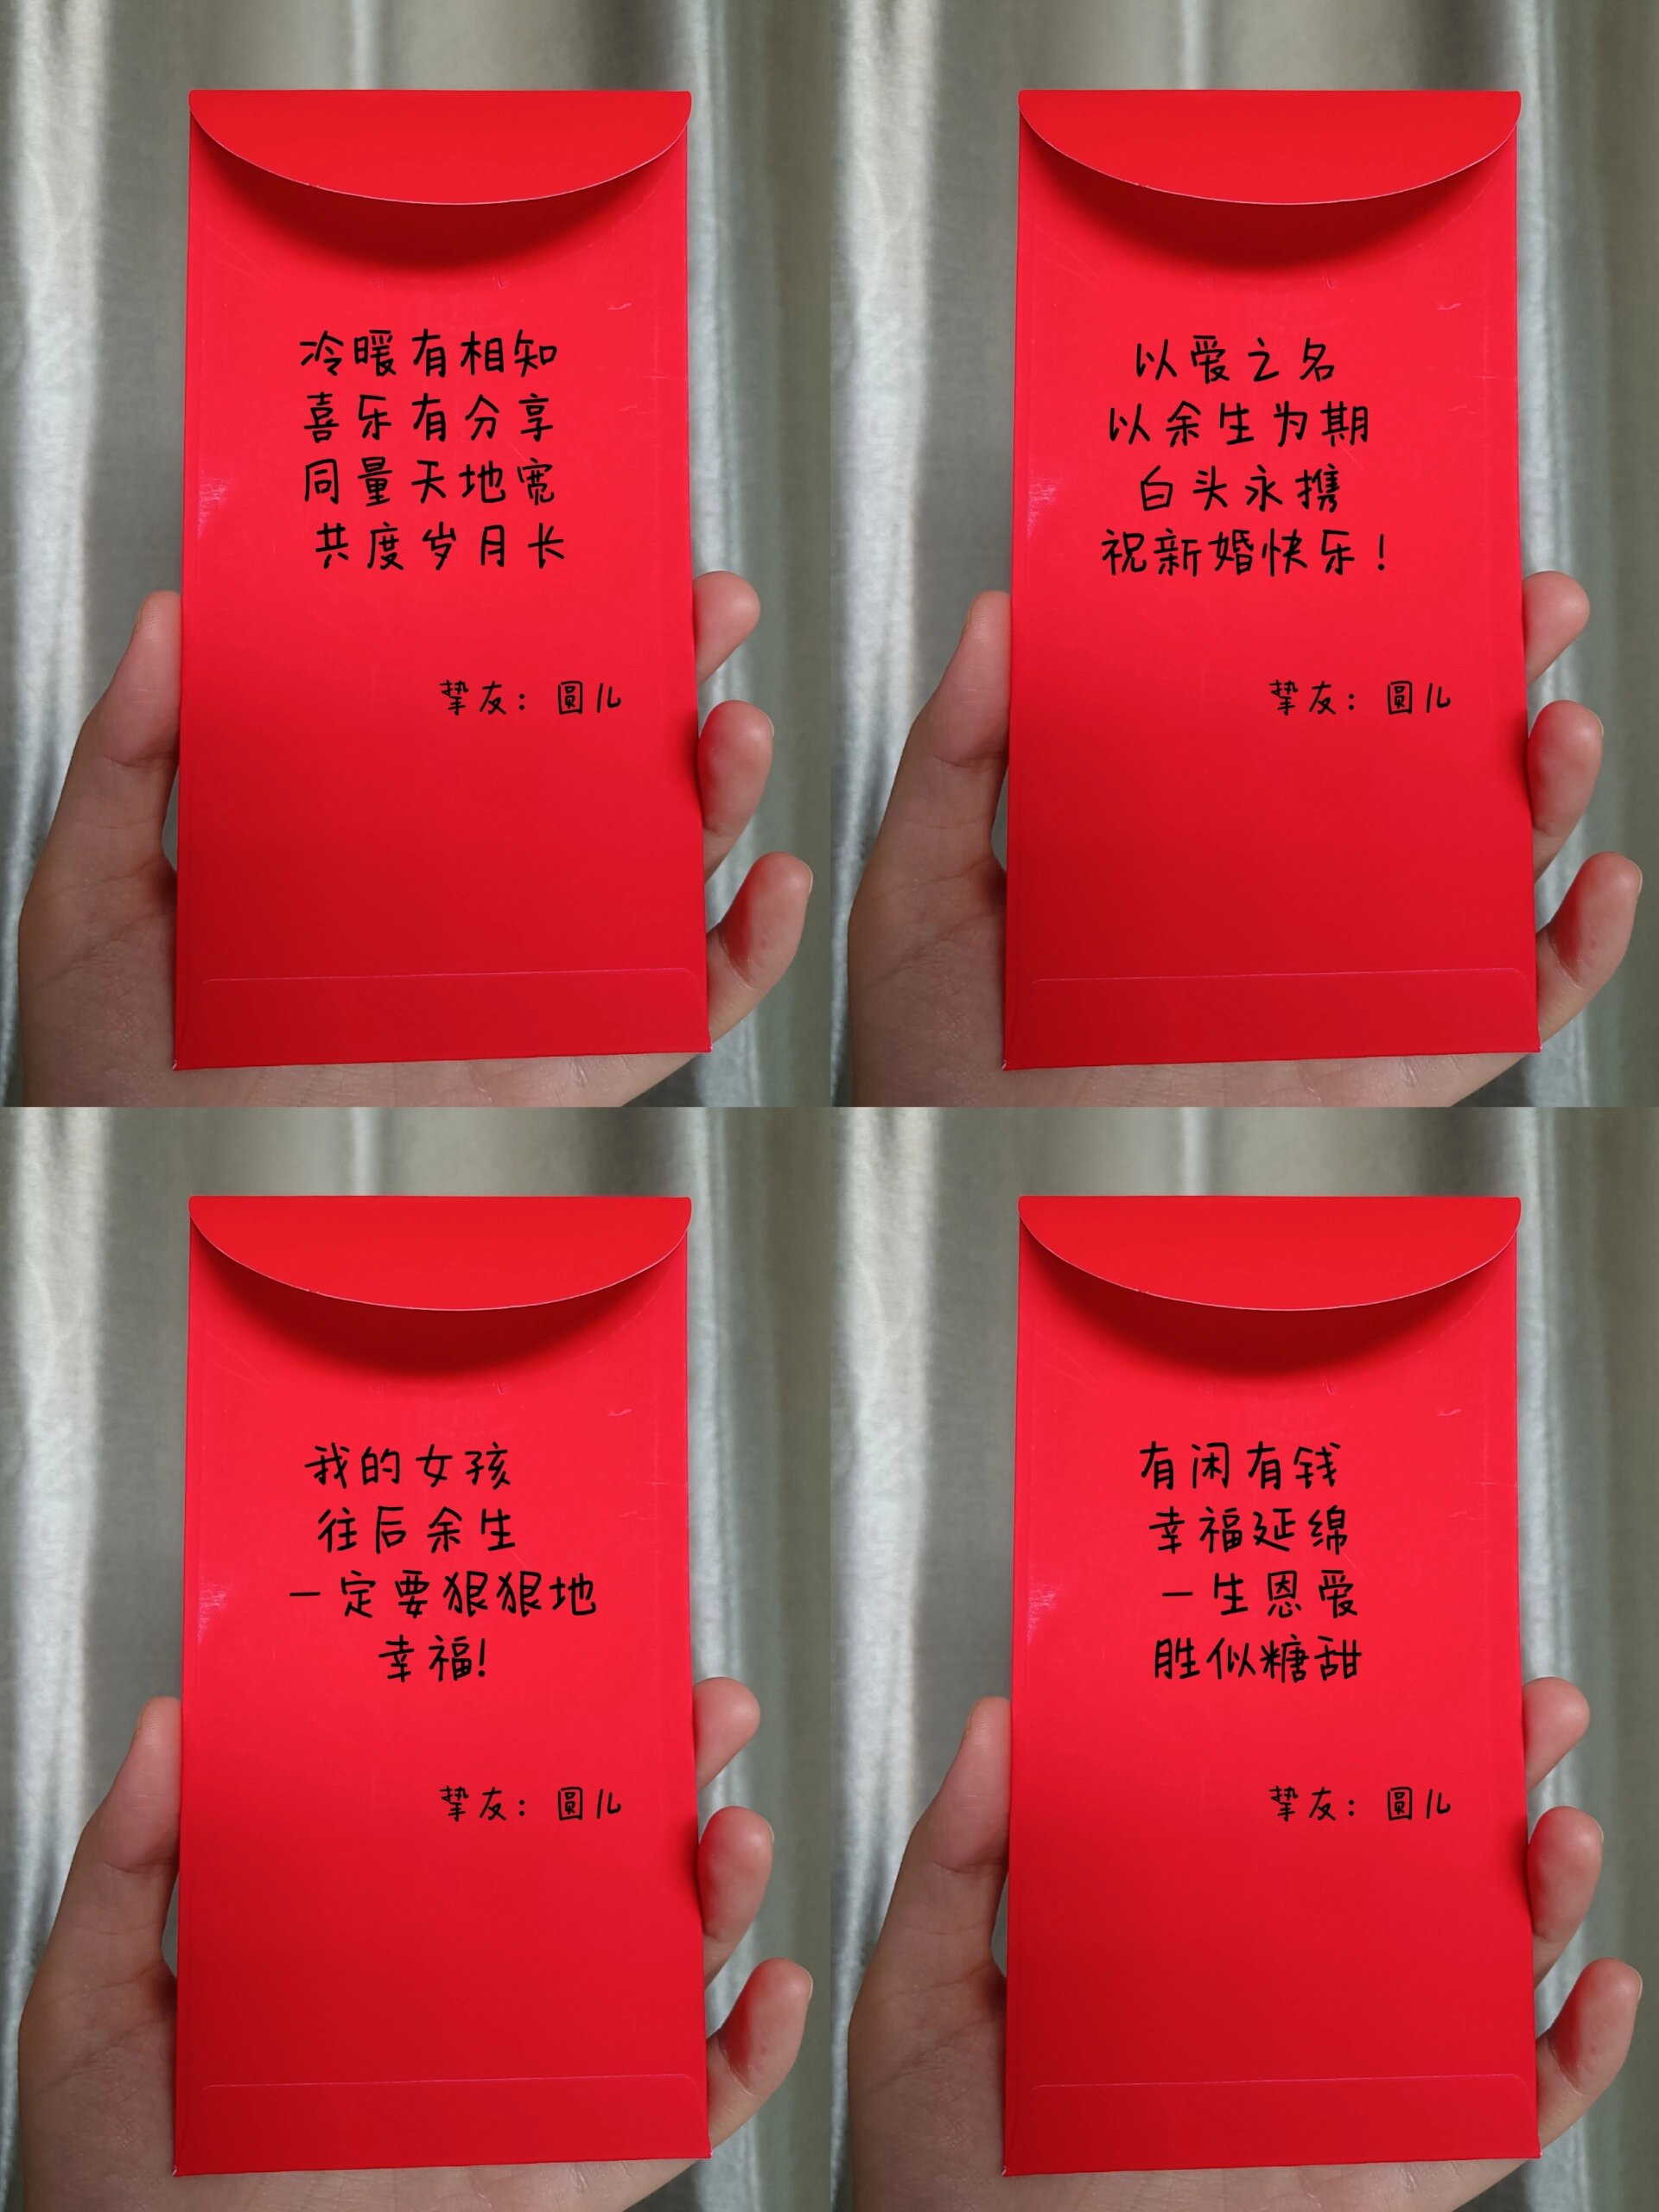 冷暖有相知
喜乐有分享
同量天地宽
共度岁月长
挚友：圆儿
以爱之名
以余生为期
白头永携
祝新婚快乐！
挚友：圆儿
我的女孩
往后余生
一定要狠狠地
幸福！
挚友：圆儿
有闲有钱
幸福延绵
一生恩爱
胜似糖甜
挚友：圆儿